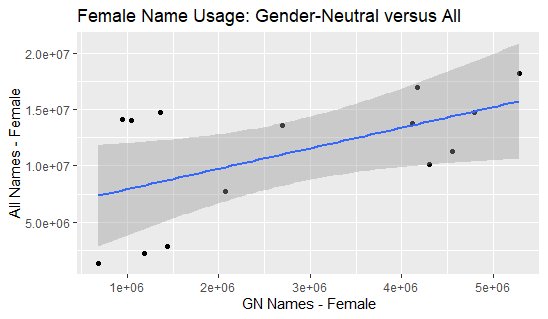 Female Name Usage: Gender-Neutral versus All
2.0e+07
1.5e+07
1.0e+07
5.0e+06
All Names - Female
1e+06 2e+06 3e+06 4e+06 5e+06
GN Names - Female